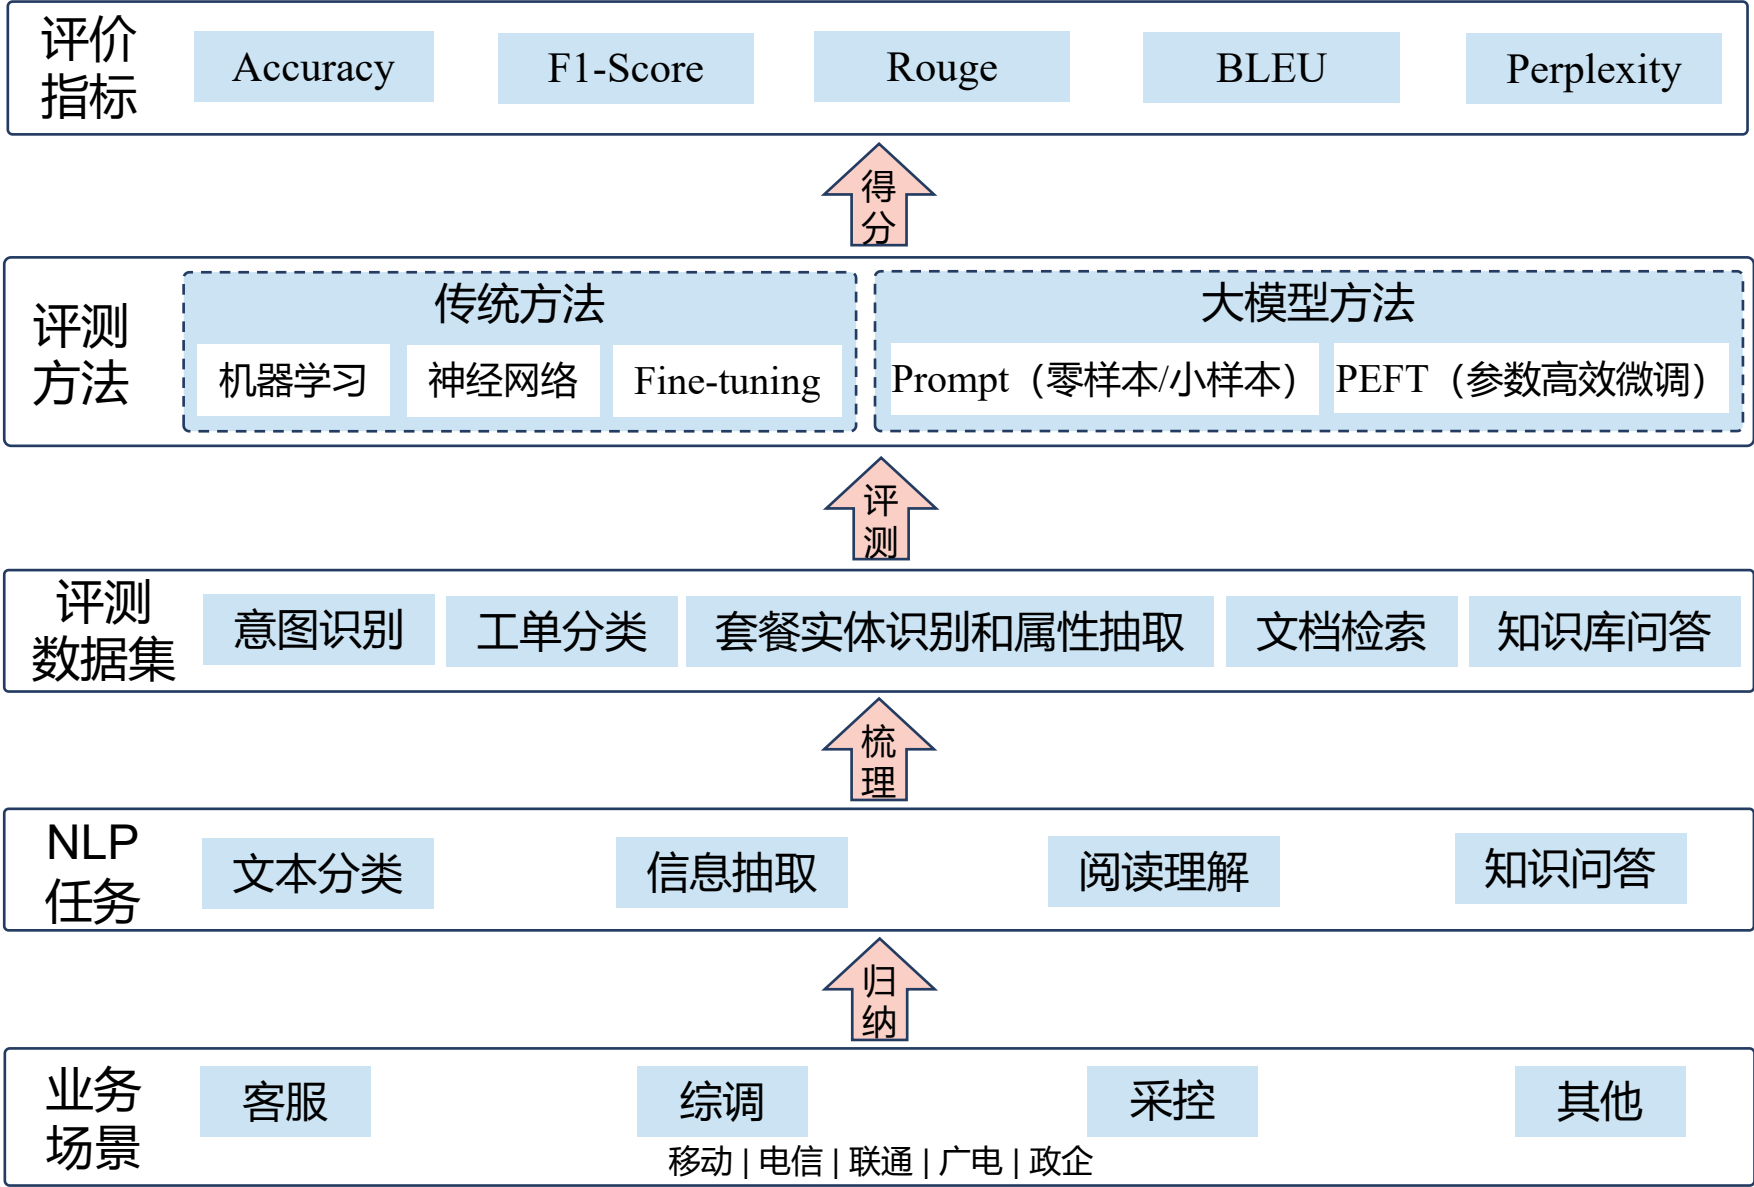 评价
指标
Accuracy
F1-Score
Rouge
BLEU
Perplexity
得
分
评测
方法
传统方法
机器学习
神经网络
Fine-tuning
大模型方法
Prompt（零样本/小样本）
PEFT（参数高效微调）
评
测
评测
数据集
意图识别
工单分类
套餐实体识别和属性抽取
文档检索
知识库问答
梳
理
NLP
任务
文本分类
信息抽取
阅读理解
知识问答
归
纳
业务
场景
客服
综调
采控
其他
移动 | 电信 | 联通 | 广电 | 政企